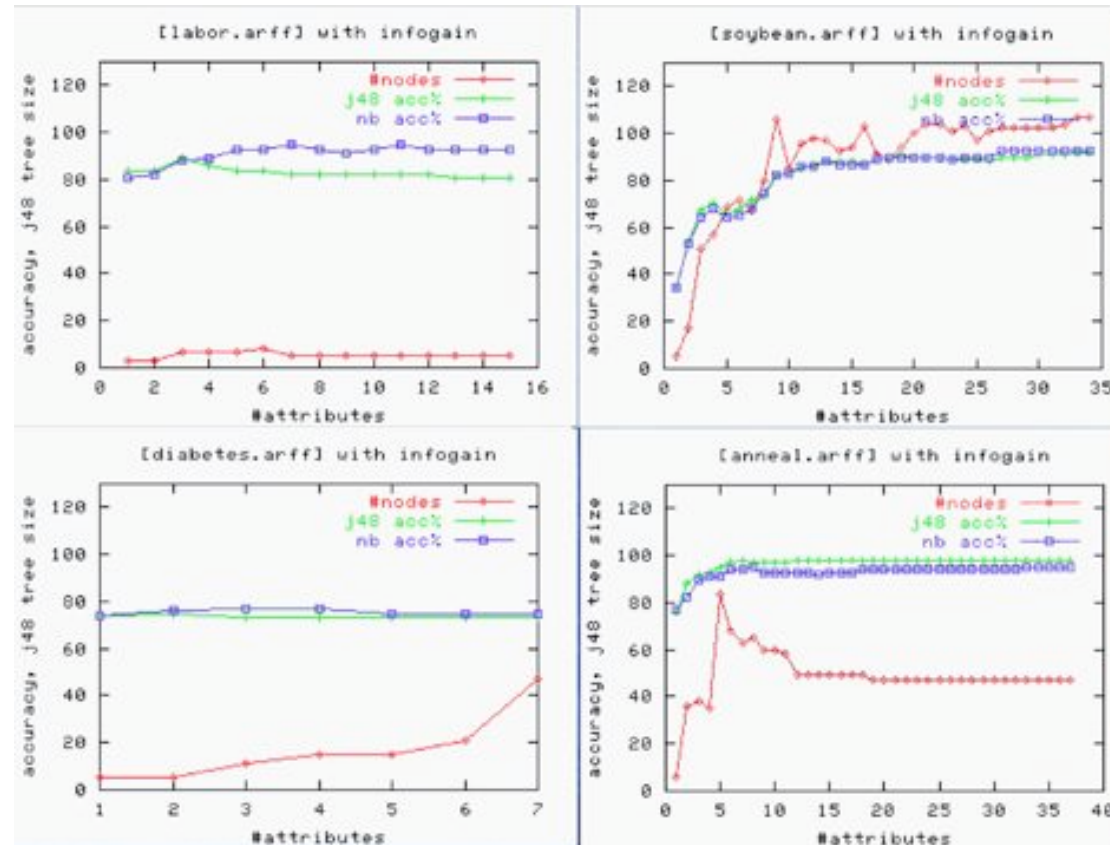 [labor.arff] with infogain
accuracy, j48 tree size
120
100
80
60
40
20
0
#nodes
j48 acc%
nb acc%
0 2 4 6 8 10 12 14 16
#attributes
[soybean.arff] with infogain
accuracy, j48 tree size
120
100
80
60
40
20
0
#nodes
j48 acc%
nb acc%
0 5 10 15 20 25 30 35
#attributes
[diabetes.arff] with infogain
accuracy, j48 tree size
120
100
80
60
40
20
0
#nodes
j48 acc%
nb acc%
1 2 3 4 5 6 7
#attributes
[anneal.arff] with infogain
accuracy, j48 tree size
120
100
80
60
40
20
0
#nodes
j48 acc%
nb acc%
0 5 10 15 20 25 30 35 40
#attributes